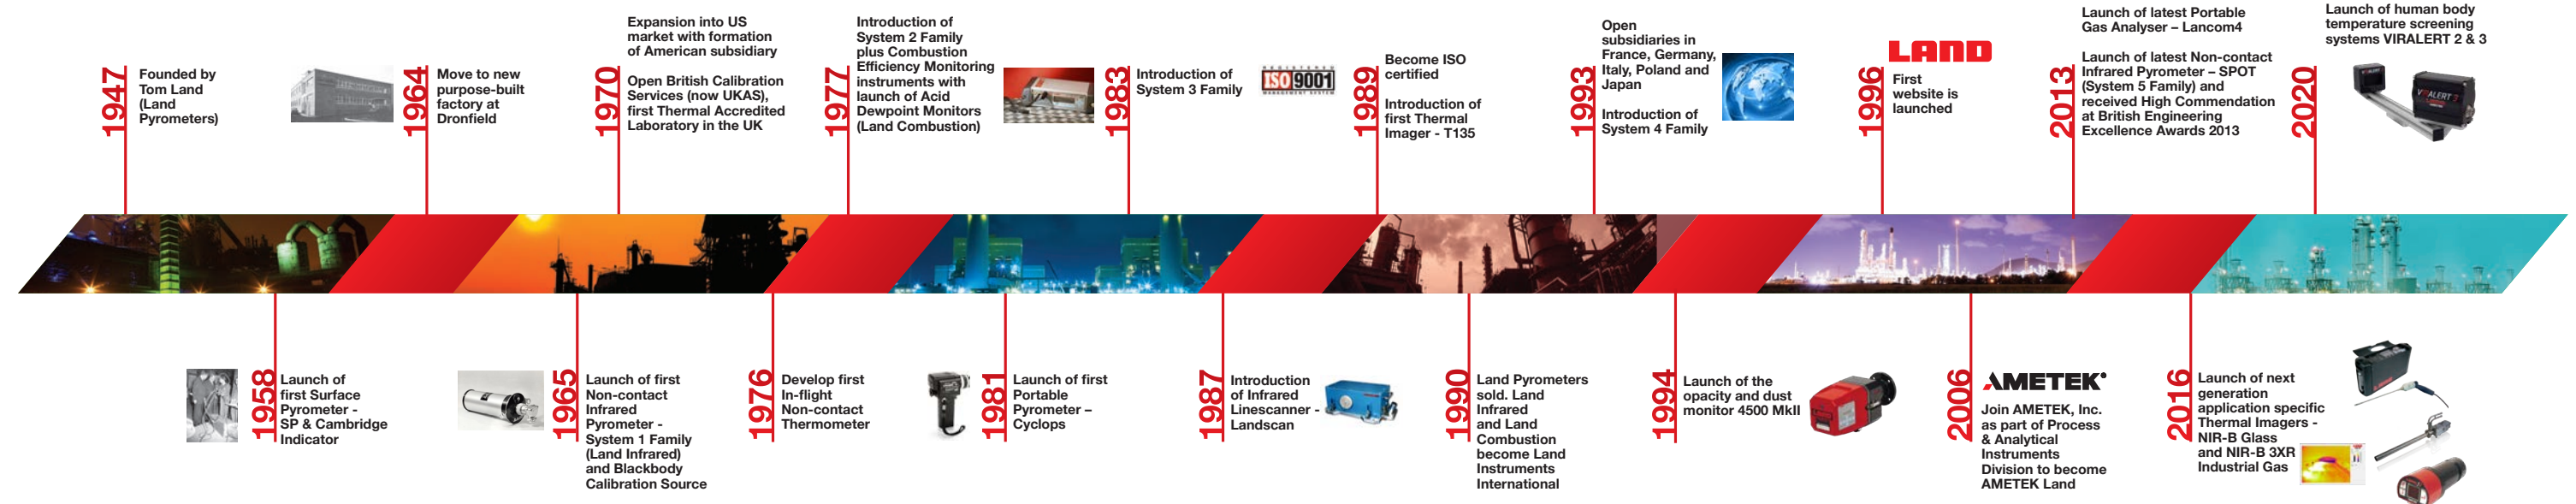 1947
Founded by
Tom Land
(Land
Pyrometers)
1964
Move to new
purpose-built
factory at
Dronfield
1970
Expansion into US
market with formation
of American subsidiary
Open British Calibration
Services (now UKAS),
first Thermal Accredited
Laboratory in the UK
1977
Introduction of
System 2 Family
plus Combustion
Efficiency Monitoring
instruments with
launch of Acid
Dewpoint Monitors
(Land Combustion)
1983
Introduction of
System 3 Family
REGISTERED
ISO 9001
MANAGEMENT SYSTEM
1989
Become ISO
certified
Introduction of
first Thermal
Imager - T135
1993
Open
subsidiaries in
France, Germany,
Italy, Poland and
Japan
Introduction of
System 4 Family
1996
LAND
First
website is
launched
2013
Launch of latest Portable
Gas Analyser – Lancom4
Launch of latest Non-contact
Infrared Pyrometer – SPOT
(System 5 Family) and
received High Commendation
at British Engineering
Excellence Awards 2013
2020
Launch of human body
temperature screening
systems VIRALERT 2 & 3
1958
Launch of
first Surface
Pyrometer -
SP & Cambridge
Indicator
1965
Launch of first
Non-contact
Infrared
Pyrometer -
System 1 Family
(Land Infrared)
and Blackbody
Calibration Source
1976
Develop first
In-flight
Non-contact
Thermometer
1981
Launch of first
Portable
Pyrometer –
Cyclops
1987
Introduction
of Infrared
Linescanner -
Landscan
1990
Land Pyrometers
sold. Land
Infrared
and Land
Combustion
become Land
Instruments
International
1994
Launch of the
opacity and dust
monitor 4500 MkII
2006
AMETEK®
Join AMETEK, Inc.
as part of Process
& Analytical
Instruments
Division to become
AMETEK Land
2016
Launch of next
generation
application specific
Thermal Imagers -
NIR-B Glass
and NIR-B 3XR
Industrial Gas